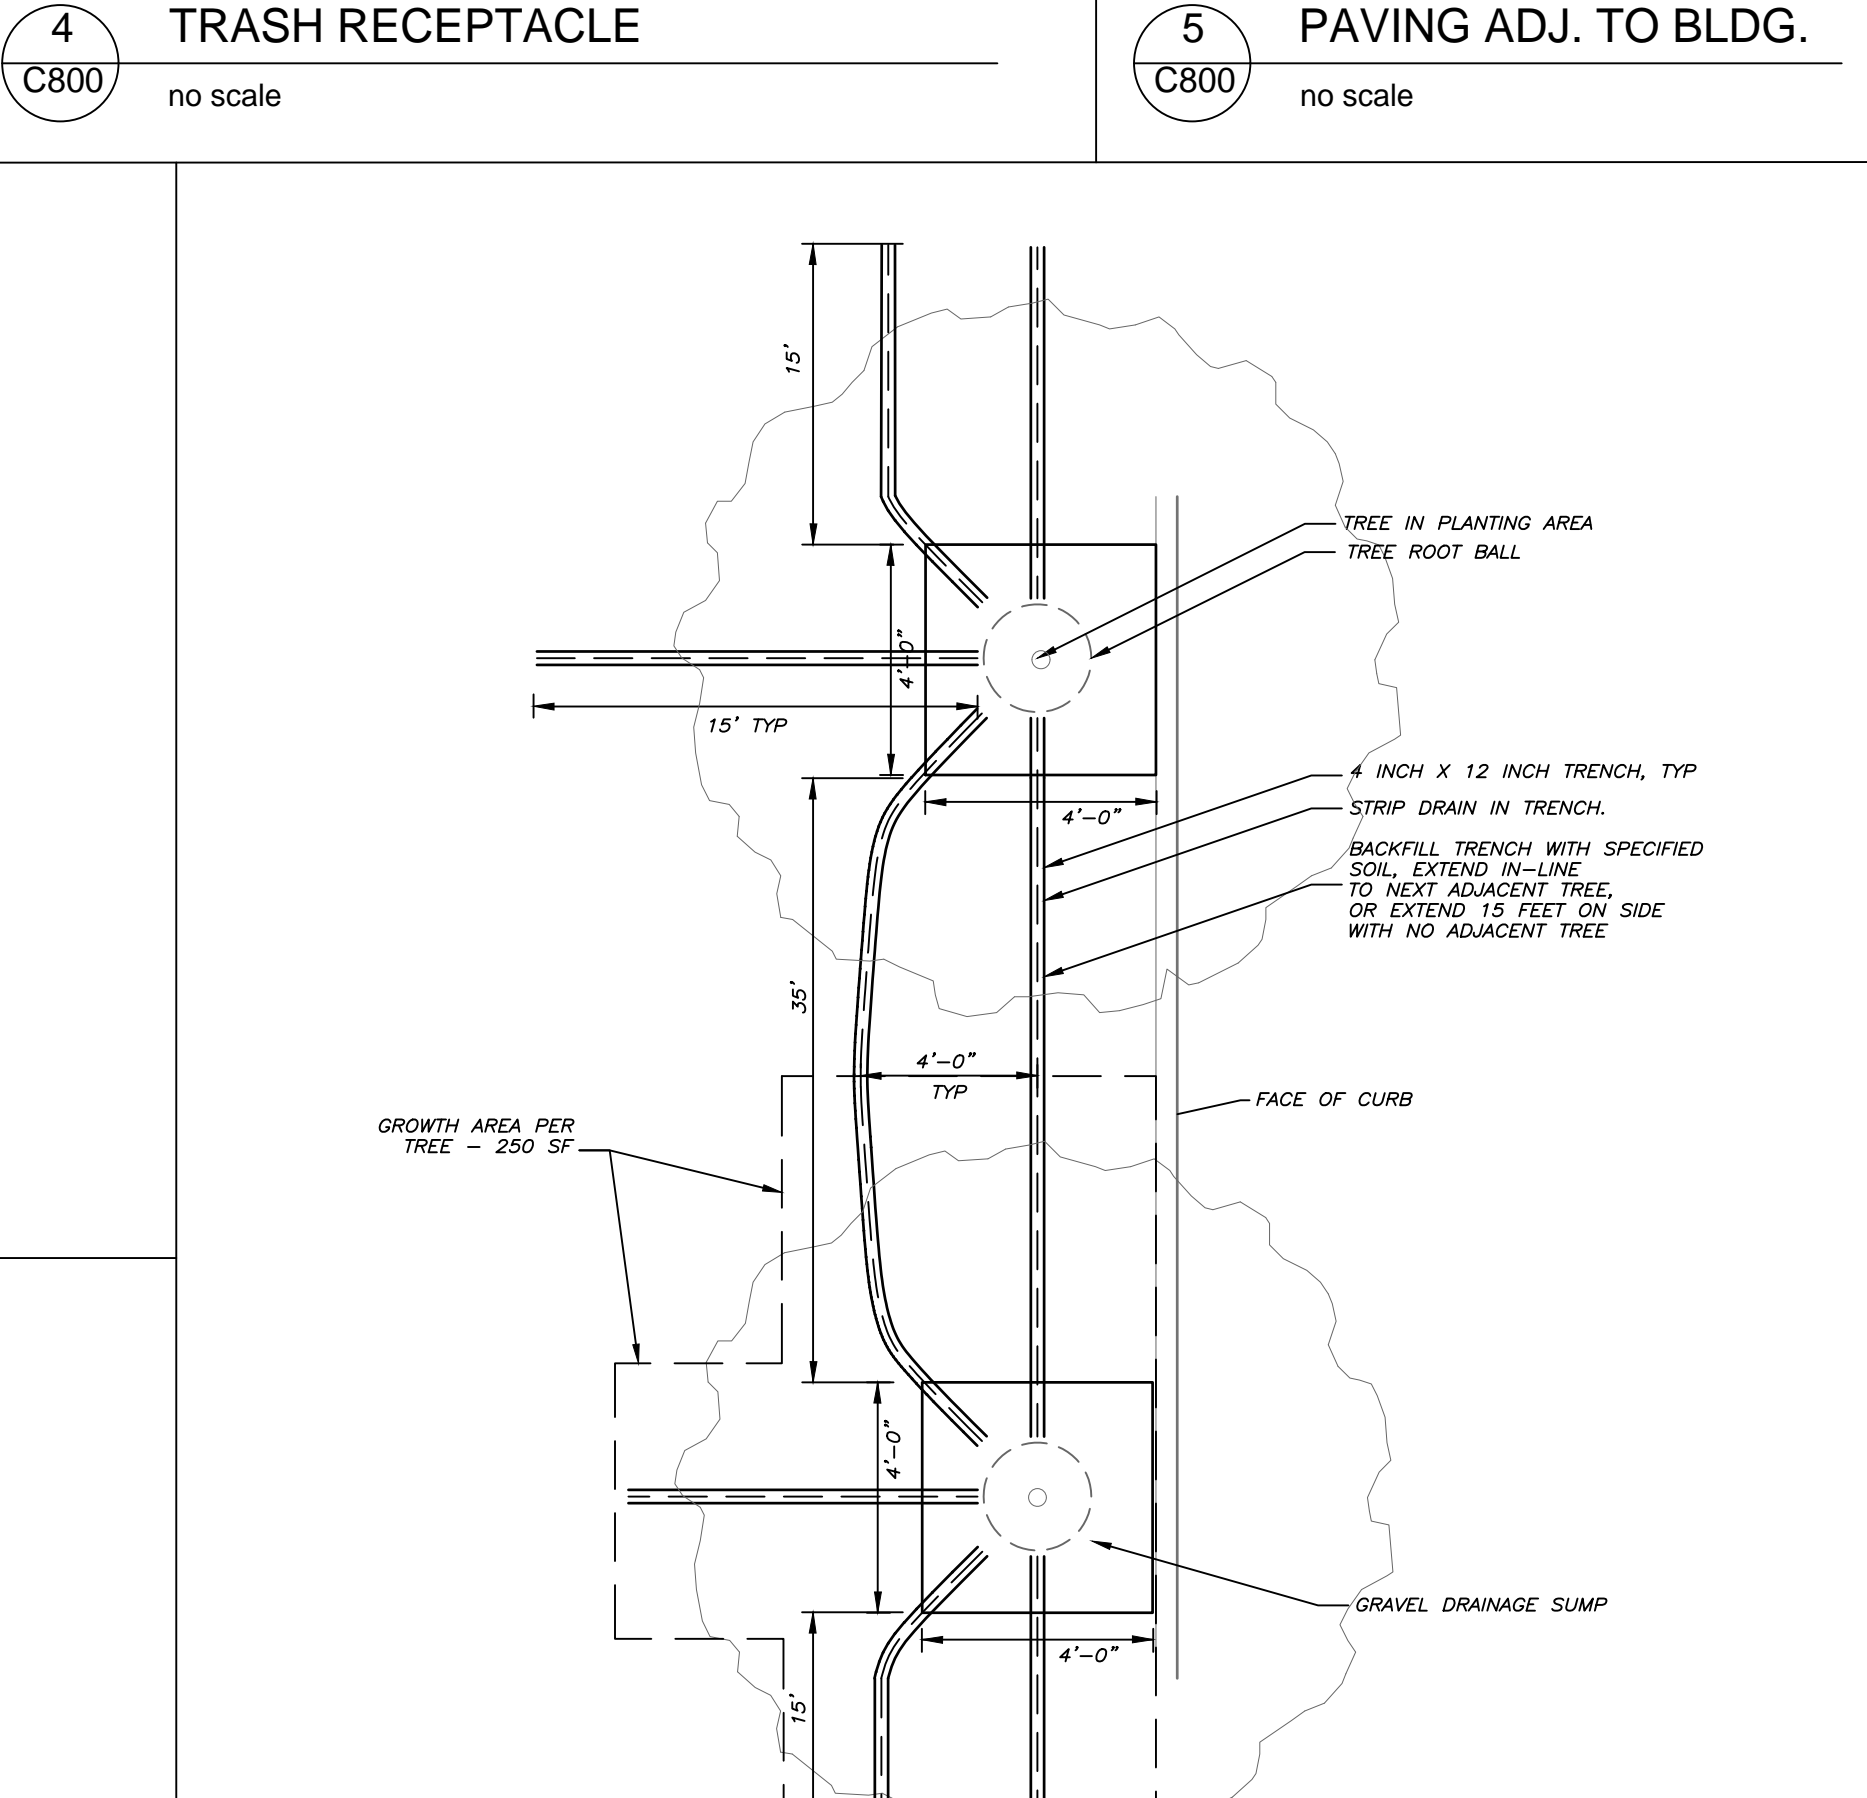 4
C800
TRASH RECEPTACLE
no scale
5
C800
PAVING ADJ. TO BLDG.
no scale
15'
TREE IN PLANTING AREA
TREE ROOT BALL
4'-0"
15' TYP
4 INCH X 12 INCH TRENCH, TYP
STRIP DRAIN IN TRENCH.
4'-0"
BACKFILL TRENCH WITH SPECIFIED
SOIL, EXTEND IN-LINE
TO NEXT ADJACENT TREE,
OR EXTEND 15 FEET ON SIDE
WITH NO ADJACENT TREE
35'
4'-0"
TYP
FACE OF CURB
GROWTH AREA PER
TREE - 250 SF
4'-0"
GRAVEL DRAINAGE SUMP
4'-0"
15'